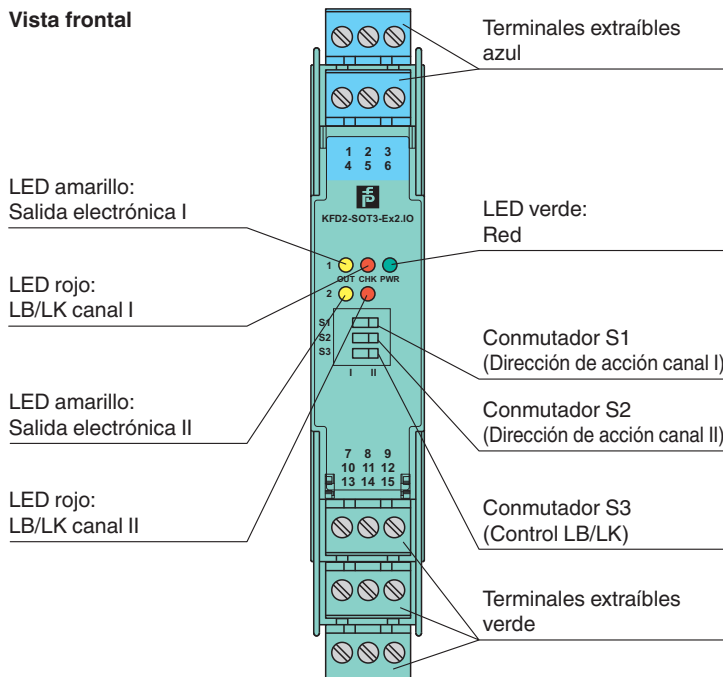 Vista frontal
Terminales extraíbles
azul
1 2 3
4 5 6
KFD2-SOT3-Ex2.IO
LED amarillo:
Salida electrónica I
LED verde:
Red
1
OUT CHK PWR
2
LED rojo:
LB/LK canal I
S1
S2
S3
I II
Conmutador S1
(Dirección de acción canal I)
LED amarillo:
Salida electrónica II
Conmutador S2
(Dirección de acción canal II)
7 8 9
10 11 12
13 14 15
LED rojo:
LB/LK canal II
Conmutador S3
(Control LB/LK)
Terminales extraíbles
verde